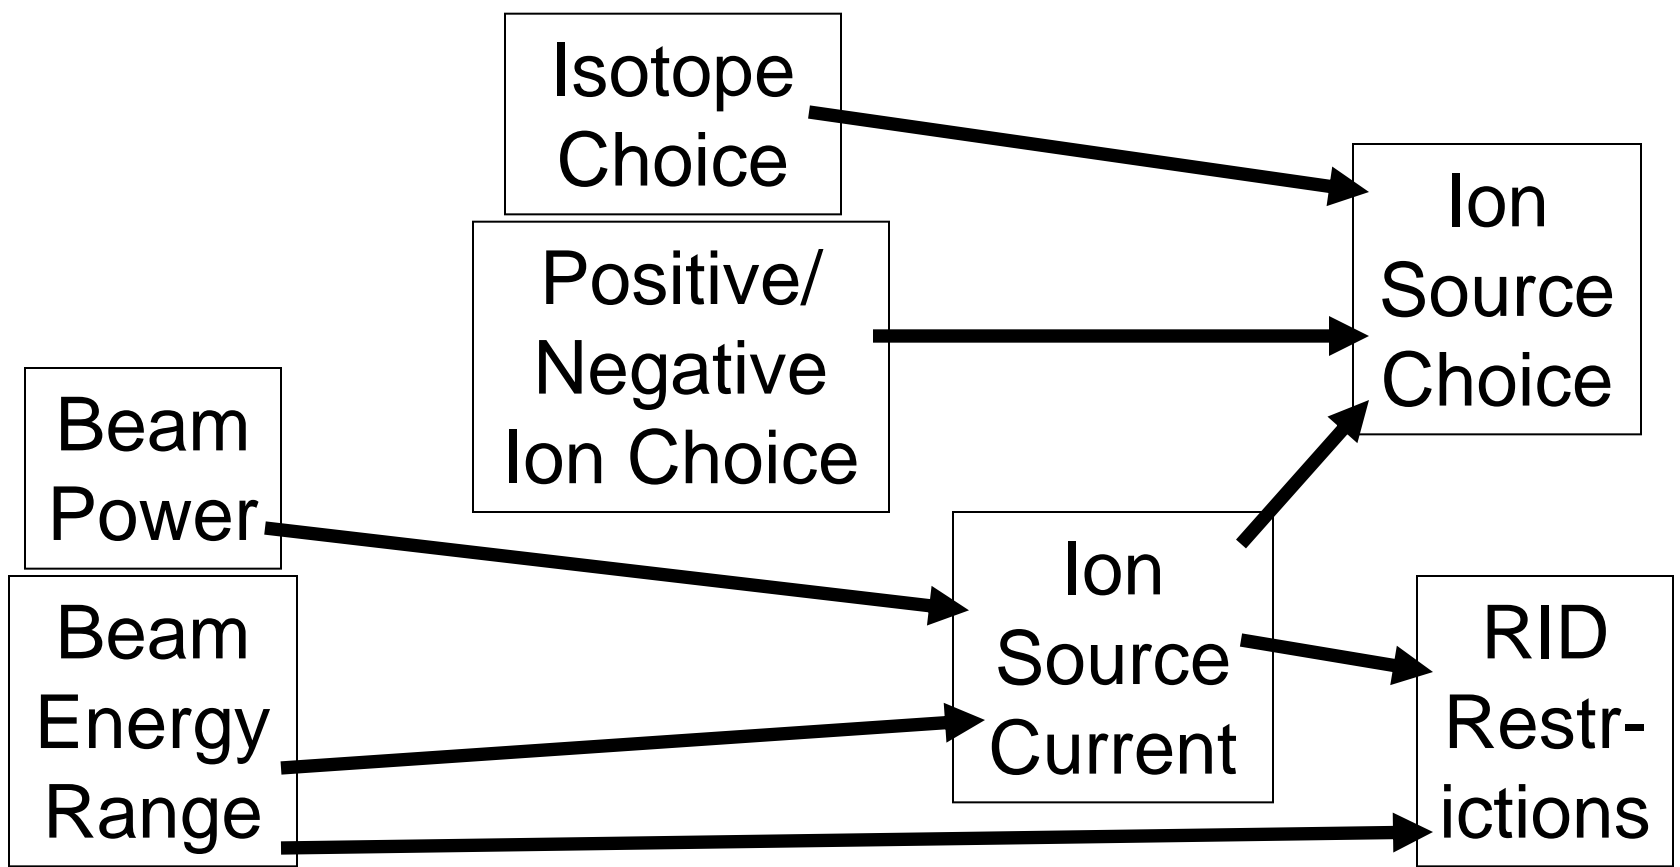 Isotope
Choice
Positive/
Negative
Ion Choice
Ion
Source
Choice
Beam
Power
Beam
Energy
Range
Ion
Source
Current
RID
Restr-
ictions